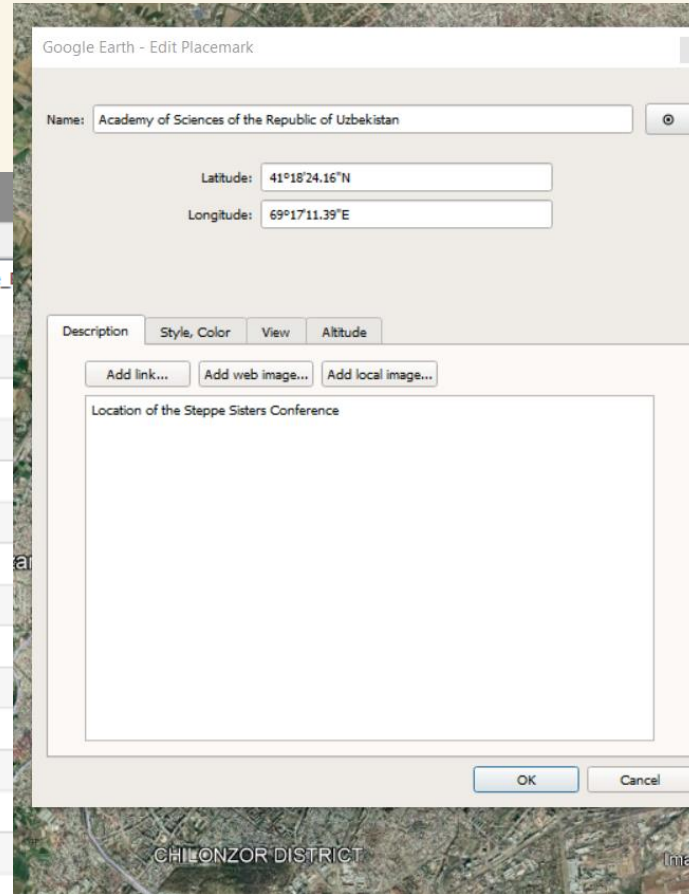 Google Earth - Edit Placemark
Name: Academy of Sciences of the Republic of Uzbekistan
Latitude: 41°18'24.16"N
Longitude: 69°17'11.39"E
Description Style, Color View Altitude
Add link... Add web image... Add local image...
Location of the Steppe Sisters Conference
OK Cancel
CHILONZOR DISTRICT